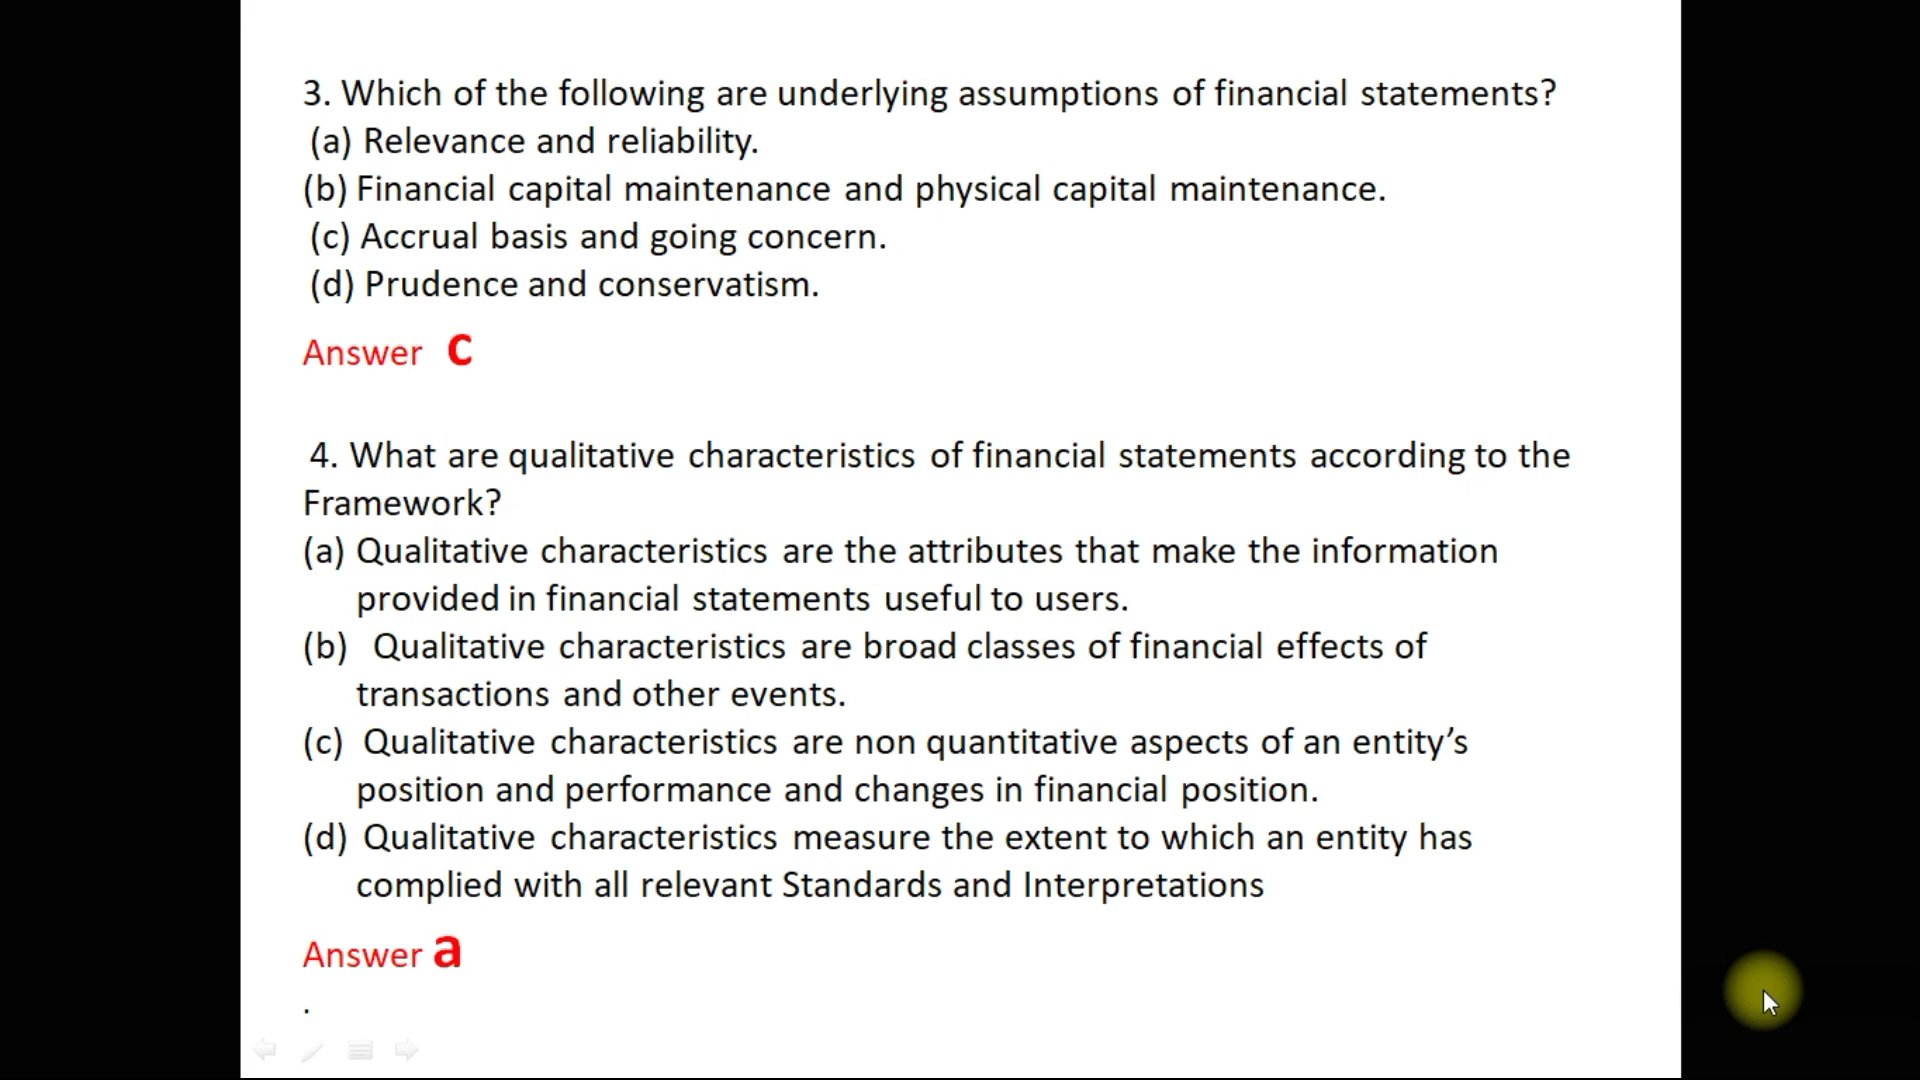 3. Which of the following are underlying assumptions of financial statements?
(a) Relevance and reliability.
(b) Financial capital maintenance and physical capital maintenance.
(c) Accrual basis and going concern.
(d) Prudence and conservatism.
Answer c
4. What are qualitative characteristics of financial statements according to the
Framework?
(a) Qualitative characteristics are the attributes that make the information
provided in financial statements useful to users.
(b) Qualitative characteristics are broad classes of financial effects of
transactions and other events.
(c) Qualitative characteristics are non quantitative aspects of an entity’s
position and performance and changes in financial position.
(d) Qualitative characteristics measure the extent to which an entity has
complied with all relevant Standards and Interpretations
Answer a
.